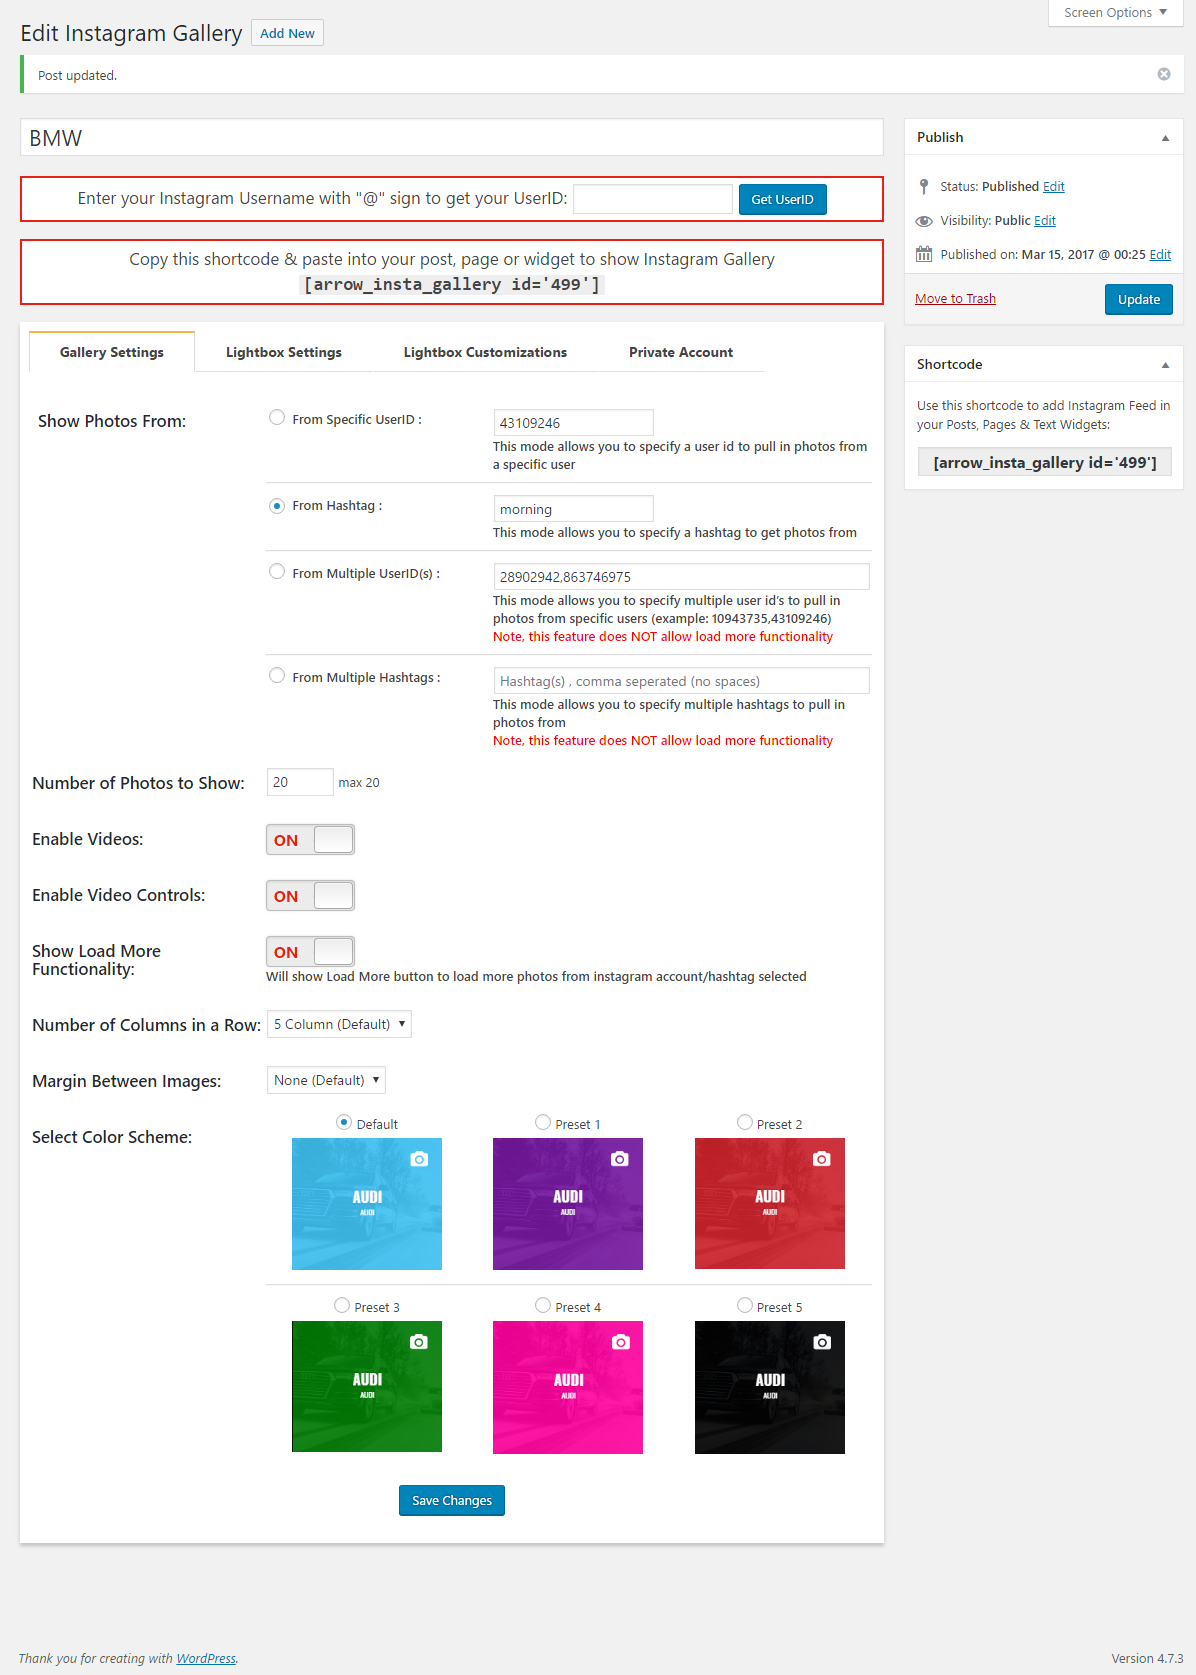 Screen Options ▼
Edit Instagram Gallery Add New
Post updated.
BMW
Enter your Instagram Username with "@" sign to get your UserID: Get UserID
Copy this shortcode & paste into your post, page or widget to show Instagram Gallery
[arrow_insta_gallery id='499']
Gallery Settings Lightbox Settings Lightbox Customizations Private Account
Show Photos From:
From Specific UserID : 43109246
This mode allows you to specify a user id to pull in photos from
a specific user
From Hashtag : morning
This mode allows you to specify a hashtag to get photos from
From Multiple UserID(s) : 28902942,863746975
This mode allows you to specify multiple user id's to pull in
photos from specific users (example: 10943735,43109246)
Note, this feature does NOT allow load more functionality
From Multiple Hashtags : Hashtag(s) , comma seperated (no spaces)
This mode allows you to specify multiple hashtags to pull in
photos from
Note, this feature does NOT allow load more functionality
Number of Photos to Show: 20 max 20
Enable Videos: ON
Enable Video Controls: ON
Show Load More
Functionality: ON
Will show Load More button to load more photos from instagram account/hashtag selected
Number of Columns in a Row: 5 Column (Default) ▼
Margin Between Images: None (Default) ▼
Select Color Scheme:
Default Preset 1 Preset 2
AUDI AUDI AUDI
AUDI AUDI AUDI
Preset 3 Preset 4 Preset 5
AUDI AUDI AUDI
AUDI AUDI AUDI
Save Changes
Publish ▲
Status: Published Edit
Visibility: Public Edit
Published on: Mar 15, 2017 @ 00:25 Edit
Move to Trash Update
Shortcode ▲
Use this shortcode to add Instagram Feed in
your Posts, Pages & Text Widgets:
[arrow_insta_gallery id='499']
Thank you for creating with WordPress.
Version 4.7.3